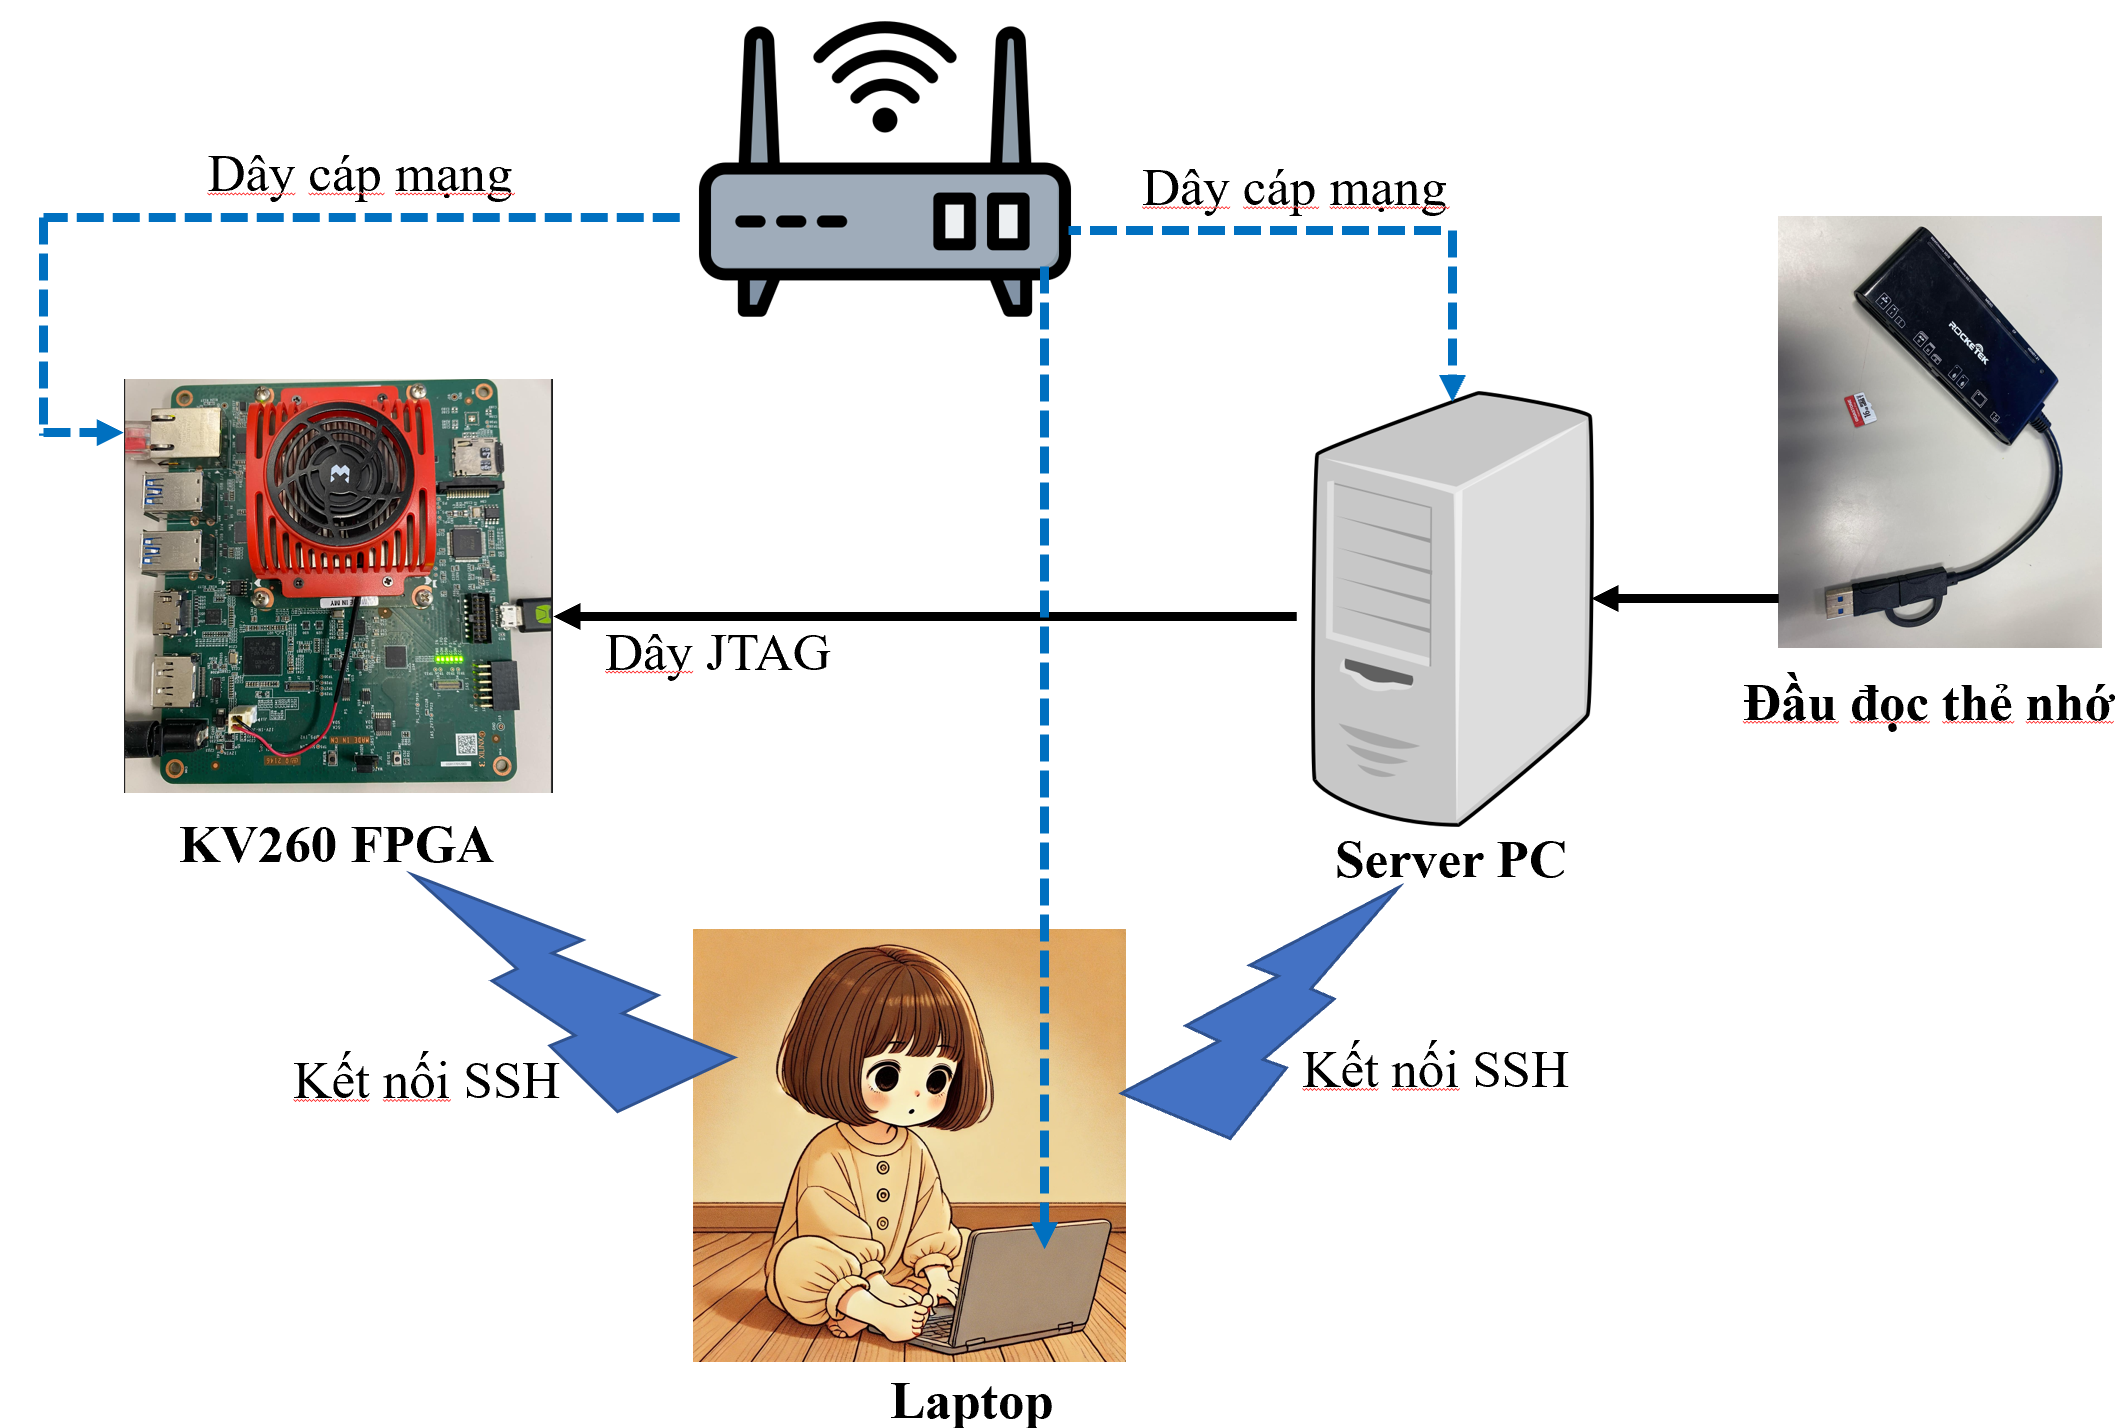 Dây cáp mạng
Dây cáp mạng
ROCKETEK
Dây JTAG
Đầu đọc thẻ nhớ
KV260 FPGA
Server PC
Kết nối SSH
Kết nối SSH
Laptop